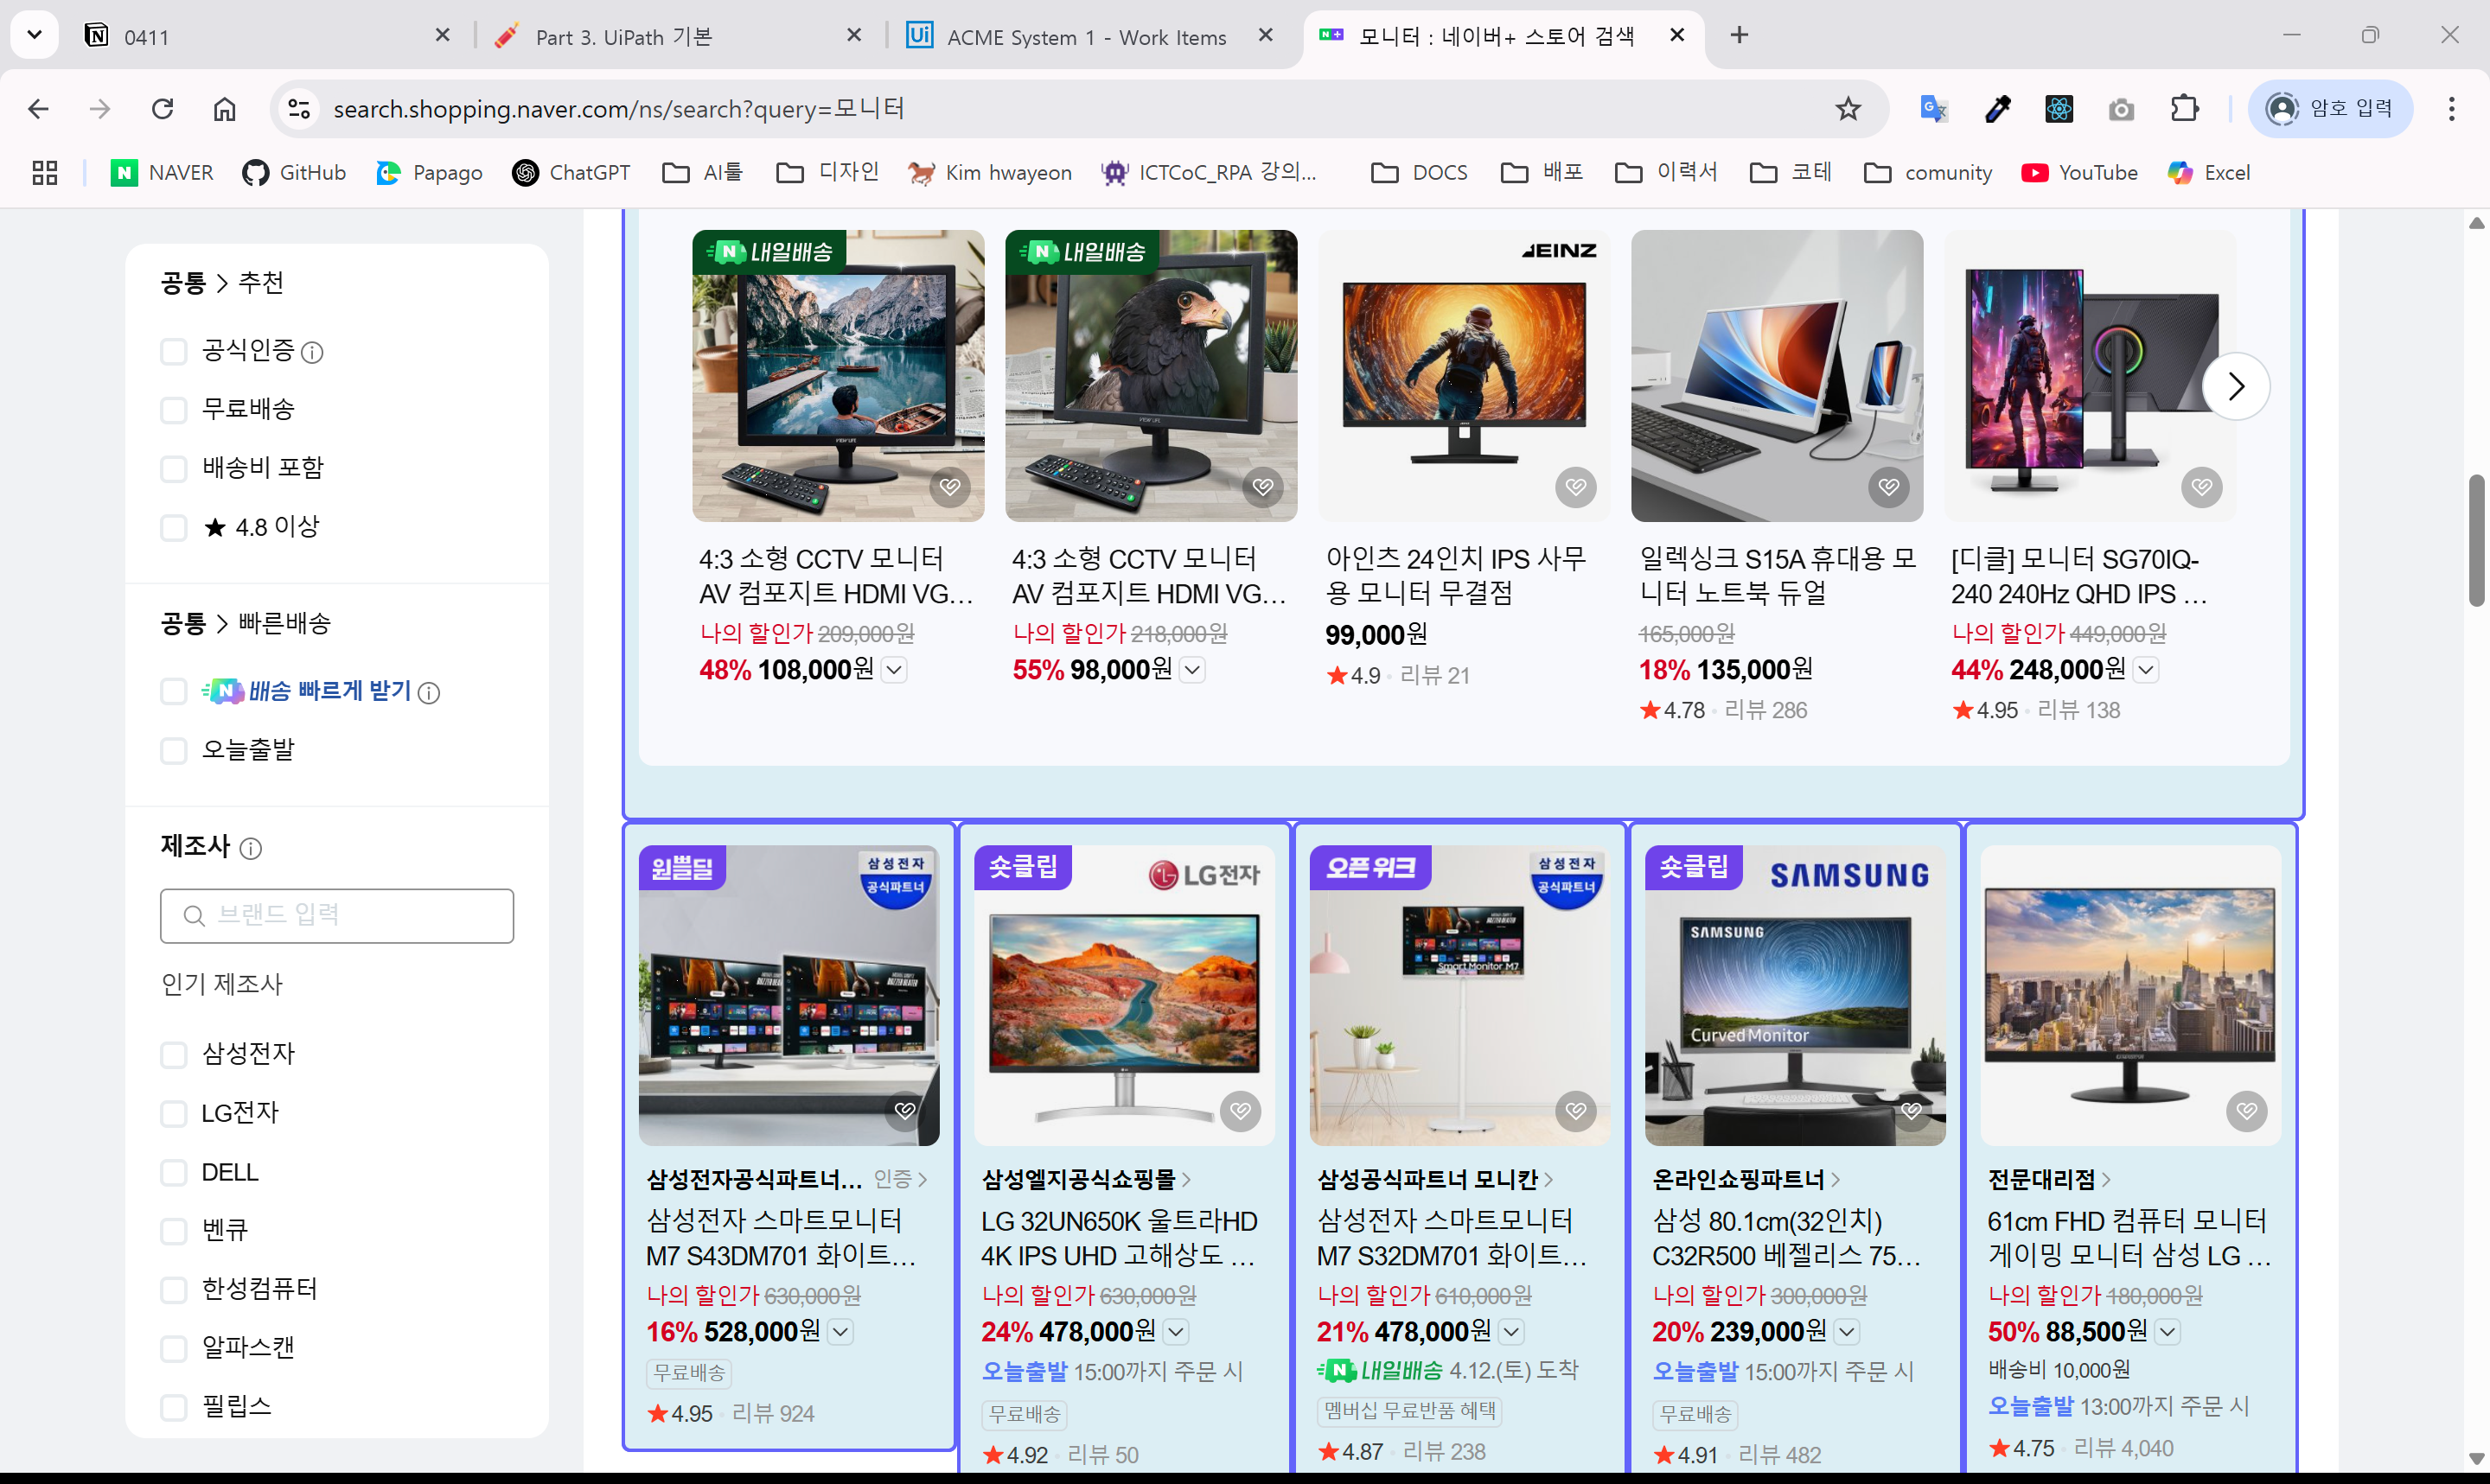 0411
Part 3. UiPath 기본
ACME System 1 - Work Items
모니터 : 네이버+ 스토어 검색
search.shopping.naver.com/ns/search?query=모니터
암호 입력
NAVER
GitHub
Papago
ChatGPT
AI툴
디자인
Kim hwayeon
ICTCoC_RPA 강의...
DOCS
배포
이력서
코테
comunity
YouTube
Excel
공통 > 추천
공식인증
무료배송
배송비 포함
★ 4.8 이상
공통 > 빠른배송
N 배송 빠르게 받기
오늘출발
제조사
브랜드 입력
인기 제조사
삼성전자
LG전자
DELL
벤큐
한성컴퓨터
알파스캔
필립스
N 내일배송
4:3 소형 CCTV 모니터
AV 컴포지트 HDMI VG...
나의 할인가 209,000원
48% 108,000원
N 내일배송
4:3 소형 CCTV 모니터
AV 컴포지트 HDMI VG...
나의 할인가 218,000원
55% 98,000원
JEINZ
아인츠 24인치 IPS 사무
용 모니터 무결점
99,000원
★4.9 · 리뷰 21
일렉싱크 S15A 휴대용 모
니터 노트북 듀얼
165,000원
18% 135,000원
★4.78 · 리뷰 286
[디클] 모니터 SG70IQ-
240 240Hz QHD IPS ...
나의 할인가 449,000원
44% 248,000원
★4.95 · 리뷰 138
원쁠딜
삼성전자
공식파트너
삼성전자공식파트너... 인증 >
삼성전자 스마트모니터
M7 S43DM701 화이트...
나의 할인가 630,000원
16% 528,000원
무료배송
★4.95 · 리뷰 924
숏클립
LG전자
삼성엘지공식쇼핑몰 >
LG 32UN650K 울트라HD
4K IPS UHD 고해상도 ...
나의 할인가 630,000원
24% 478,000원
오늘출발 15:00까지 주문 시
무료배송
★4.92 · 리뷰 50
오픈 위크
삼성전자
공식파트너
Smart Monitor M7
삼성공식파트너 모니칸 >
삼성전자 스마트모니터
M7 S32DM701 화이트...
나의 할인가 610,000원
21% 478,000원
N 내일배송 4.12.(토) 도착
멤버십 무료반품 혜택
★4.87 · 리뷰 238
숏클립
SAMSUNG
SAMSUNG
Curved Monitor
온라인쇼핑파트너 >
삼성 80.1cm(32인치)
C32R500 베젤리스 75...
나의 할인가 300,000원
20% 239,000원
오늘출발 15:00까지 주문 시
무료배송
★4.91 · 리뷰 482
전문대리점 >
61cm FHD 컴퓨터 모니터
게이밍 모니터 삼성 LG ...
나의 할인가 180,000원
50% 88,500원
배송비 10,000원
오늘출발 13:00까지 주문 시
★4.75 · 리뷰 4,040